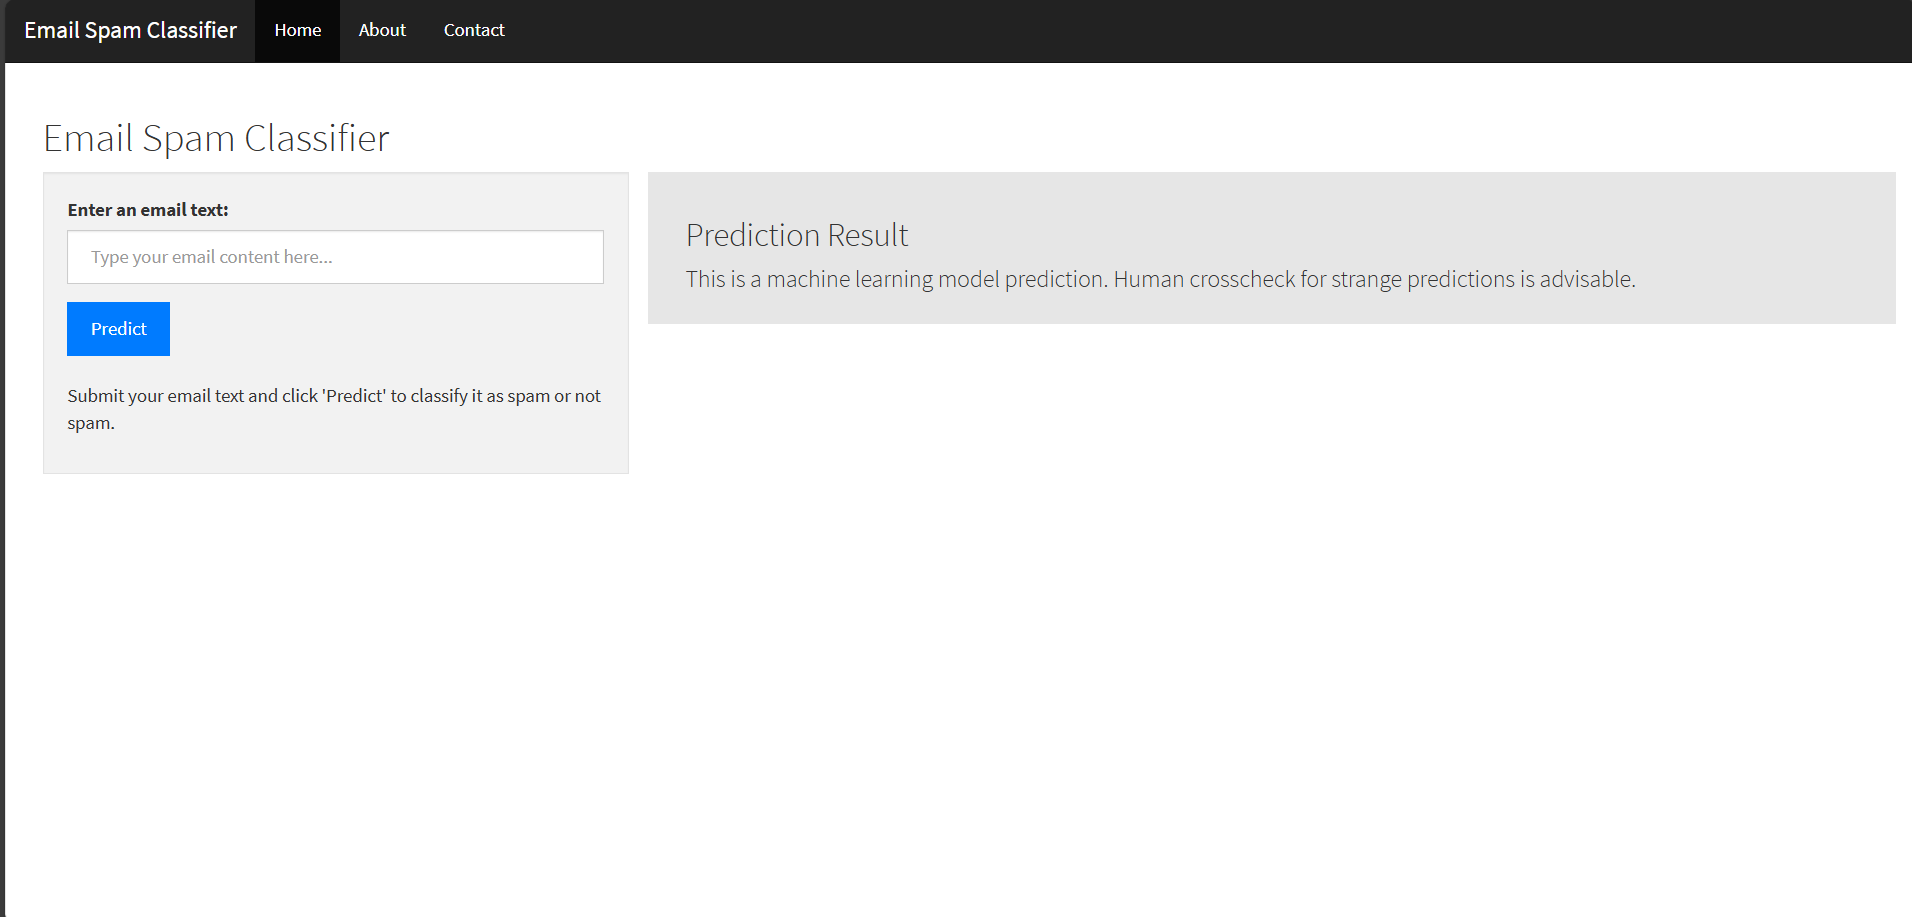 Email Spam Classifier Home About Contact
Email Spam Classifier
Enter an email text:
Type your email content here...
Predict
Submit your email text and click 'Predict' to classify it as spam or not
spam.
Prediction Result
This is a machine learning model prediction. Human crosscheck for strange predictions is advisable.